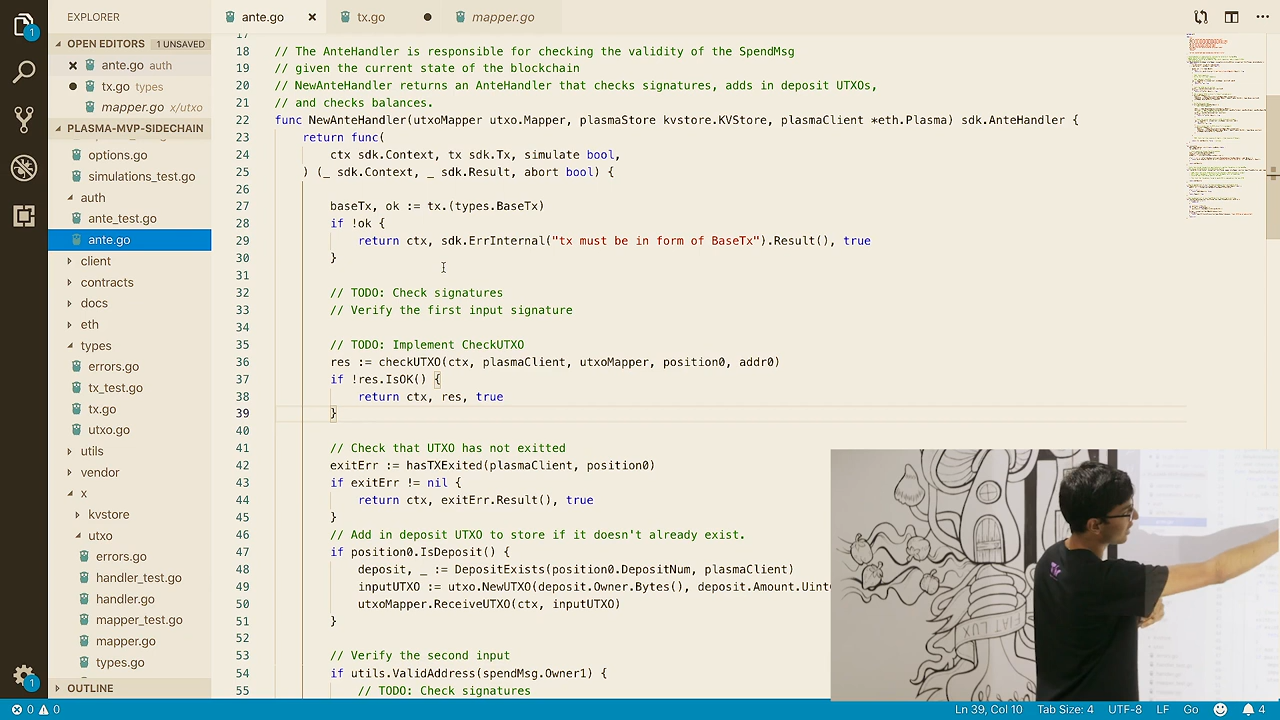 EXPLORER
OPEN EDITORS 1 UNSAVED
ante.go auth
tx.go types
mapper.go x/utxo
PLASMA-MVP-SIDECHAIN
options.go
simulations_test.go
auth
ante_test.go
ante.go
client
contracts
docs
eth
types
errors.go
tx_test.go
tx.go
utxo.go
utils
vendor
x
kvstore
utxo
errors.go
handler_test.go
handler.go
mapper_test.go
mapper.go
types.go
OUTLINE
1
1
ante.go tx.go mapper.go
17
18 // The AnteHandler is responsible for checking the validity of the SpendMsg
19 // given the current state of the sidechain
20 // NewAnteHandler returns an AnteHandler that checks signatures, adds in deposit UTXOs,
21 // and checks balances.
22 func NewAnteHandler(utxoMapper utxo.Mapper, plasmaStore kvstore.KVStore, plasmaClient *eth.Plasma) sdk.AnteHandler {
23 return func(
24 ctx sdk.Context, tx sdk.Tx, simulate bool,
25 ) (_ sdk.Context, _ sdk.Result, abort bool) {
26
27 baseTx, ok := tx.(types.BaseTx)
28 if !ok {
29 return ctx, sdk.ErrInternal("tx must be in form of BaseTx").Result(), true
30 }
31
32 // TODO: Check signatures
33 // Verify the first input signature
34
35 // TODO: Implement CheckUTXO
36 res := checkUTXO(ctx, plasmaClient, utxoMapper, position0, addr0)
37 if !res.IsOK() {
38 return ctx, res, true
39 }
40
41 // Check that UTXO has not exitted
42 exitErr := hasTXExited(plasmaClient, position0)
43 if exitErr != nil {
44 return ctx, exitErr.Result(), true
45 }
46 // Add in deposit UTXO to store if it doesn't already exist.
47 if position0.IsDeposit() {
48 deposit, _ := DepositExists(position0.DepositNum, plasmaClient)
49 inputUTXO := utxo.NewUTXO(deposit.Owner.Bytes(), deposit.Amount.Uint
50 utxoMapper.ReceiveUTXO(ctx, inputUTXO)
51 }
52
53 // Verify the second input
54 if utils.ValidAddress(spendMsg.Owner1) {
55 // TODO: Check signatures
FIAT LUX
0 0 Ln 39, Col 10 Tab Size: 4 UTF-8 LF Go 4